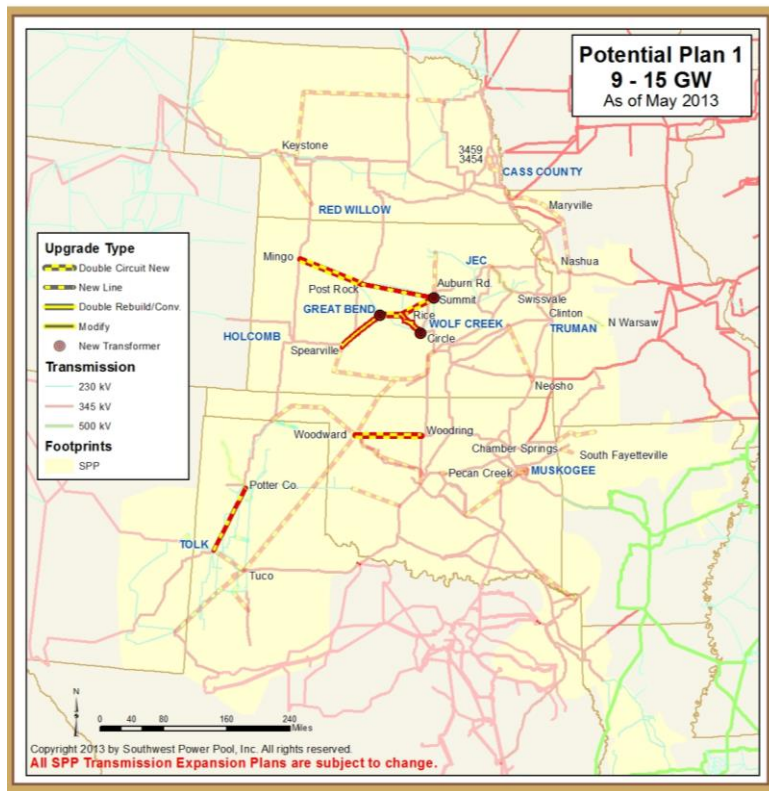 Potential Plan 1
9 - 15 GW
As of May 2013
Keystone
3459
3454
CASS COUNTY
Maryville
RED WILLOW
Upgrade Type
Double Circuit New
New Line
Double Rebuild/Conv.
Modify
New Transformer
Transmission
230 kV
345 kV
500 kV
Footprints
SPP
Mingo
JEC
Nashua
Post Rock
Auburn Rd.
Summit
Swissvale
GREAT BEND
Rice
Clinton
WOLF CREEK
TRUMAN
N Warsaw
HOLCOMB
Circle
Spearville
Neosho
Woodward
Woodring
Chamber Springs
South Fayetteville
Pecan Creek
MUSKOGEE
Potter Co.
TOLK
Tuco
N
0 40 80 160 240
Miles
Copyright 2013 by Southwest Power Pool, Inc. All rights reserved.
All SPP Transmission Expansion Plans are subject to change.